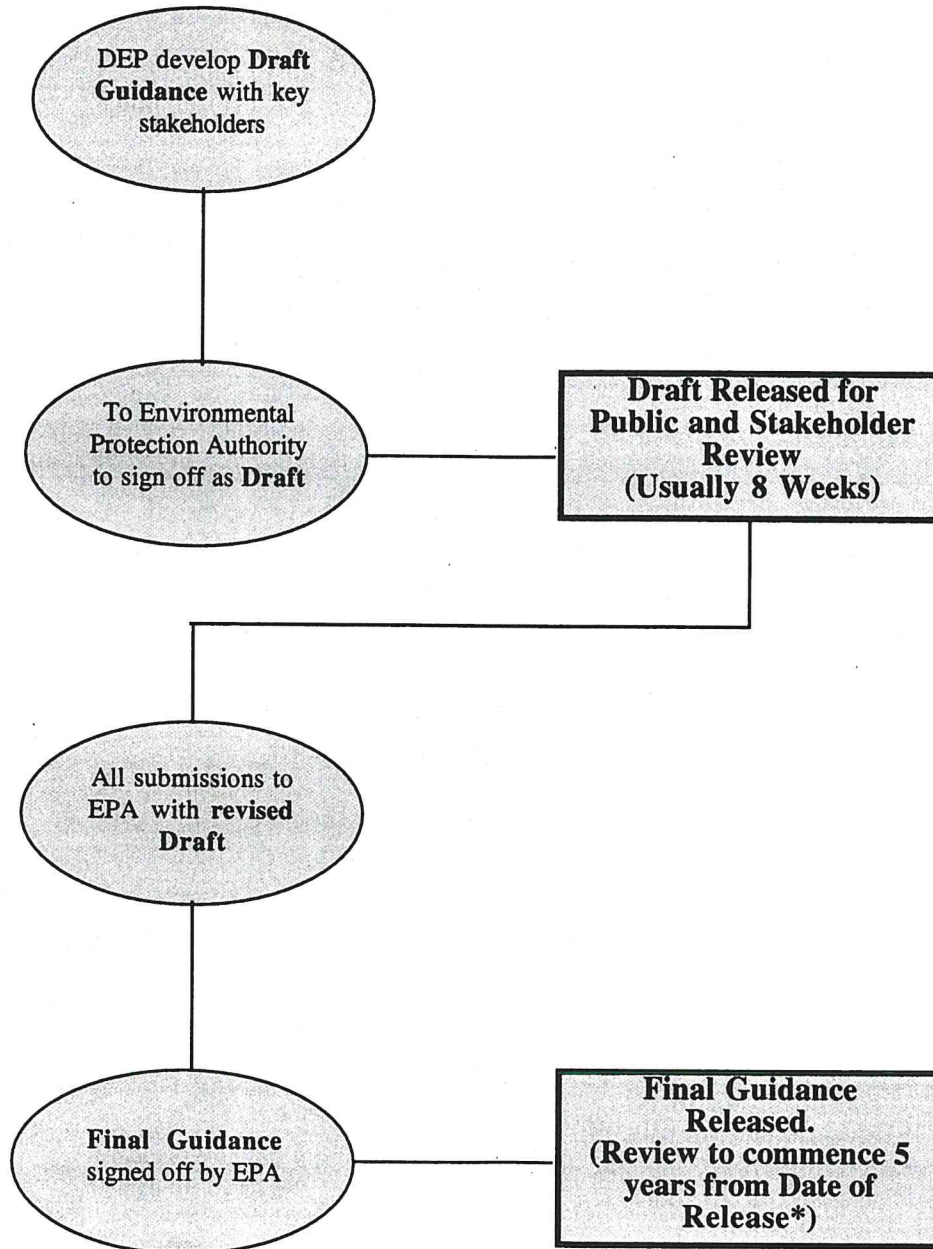 DEP develop Draft
Guidance with key
stakeholders
To Environmental
Protection Authority
to sign off as Draft
Draft Released for
Public and Stakeholder
Review
(Usually 8 Weeks)
All submissions to
EPA with revised
Draft
Final Guidance
signed off by EPA
Final Guidance
Released.
(Review to commence 5
years from Date of
Release*)